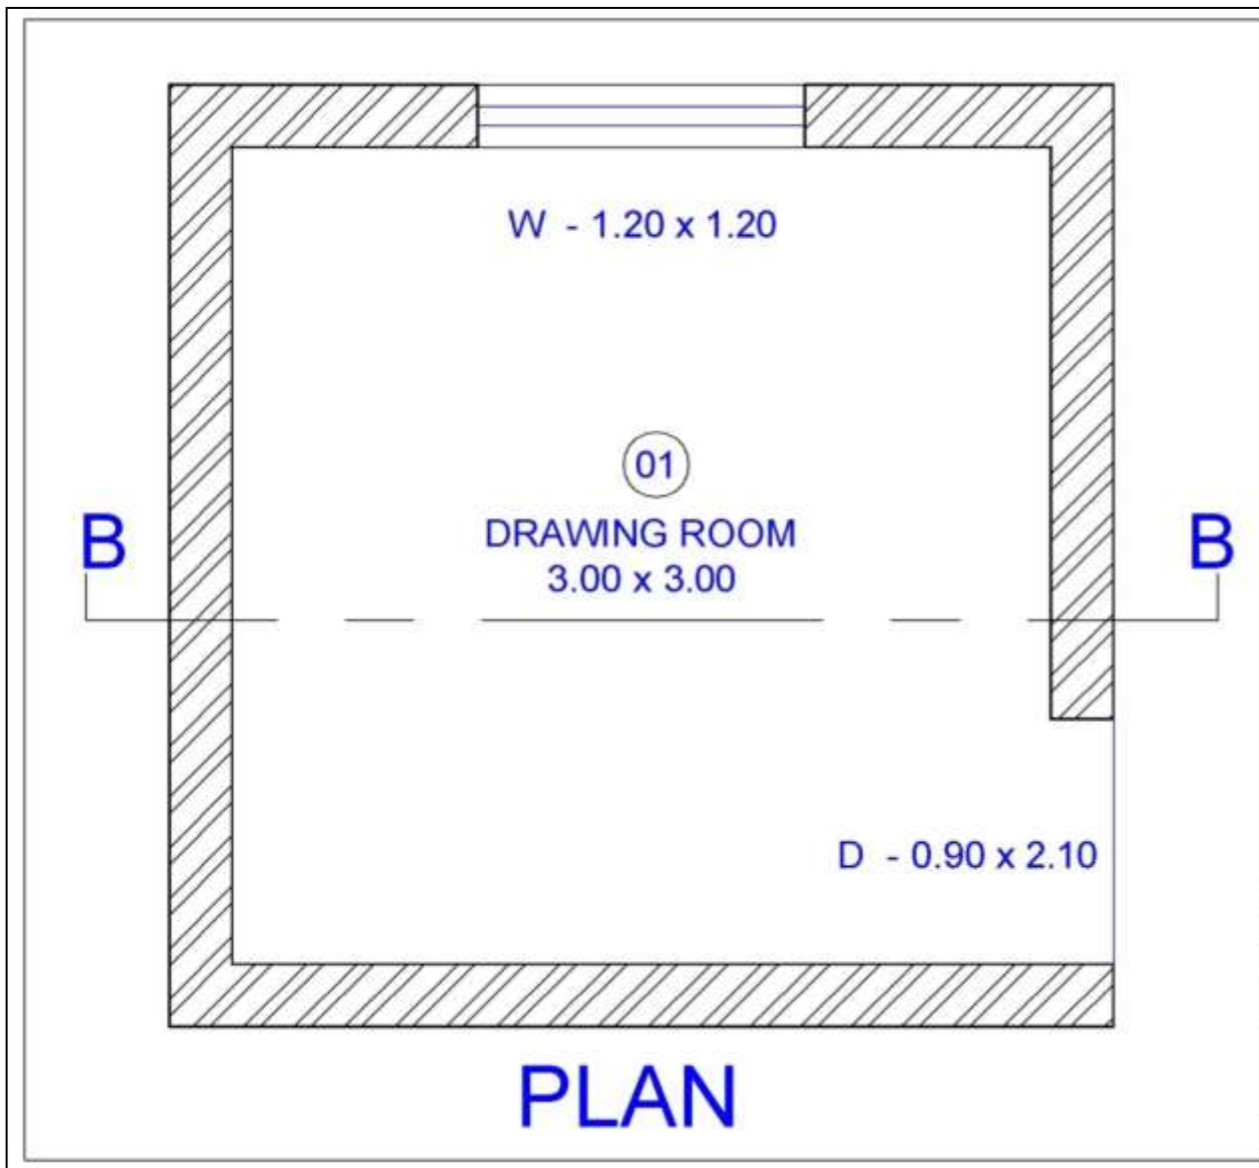 W - 1.20 x 1.20
01
DRAWING ROOM
3.00 x 3.00
B
B
D - 0.90 x 2.10
PLAN